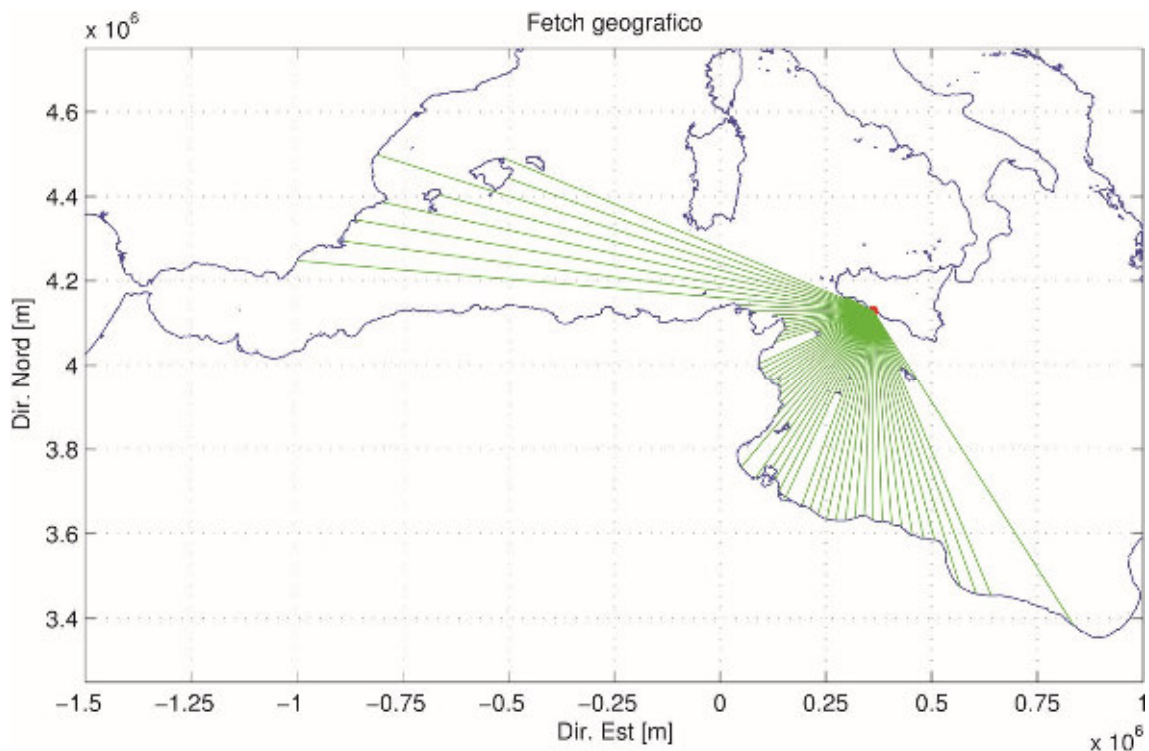 Fetch geografico
x 10^6
4.6
4.4
4.2
4
3.8
3.6
3.4
Dir. Nord [m]
−1.5 −1.25 −1 −0.75 −0.5 −0.25 0 0.25 0.5 0.75 1
Dir. Est [m]
x 10^6